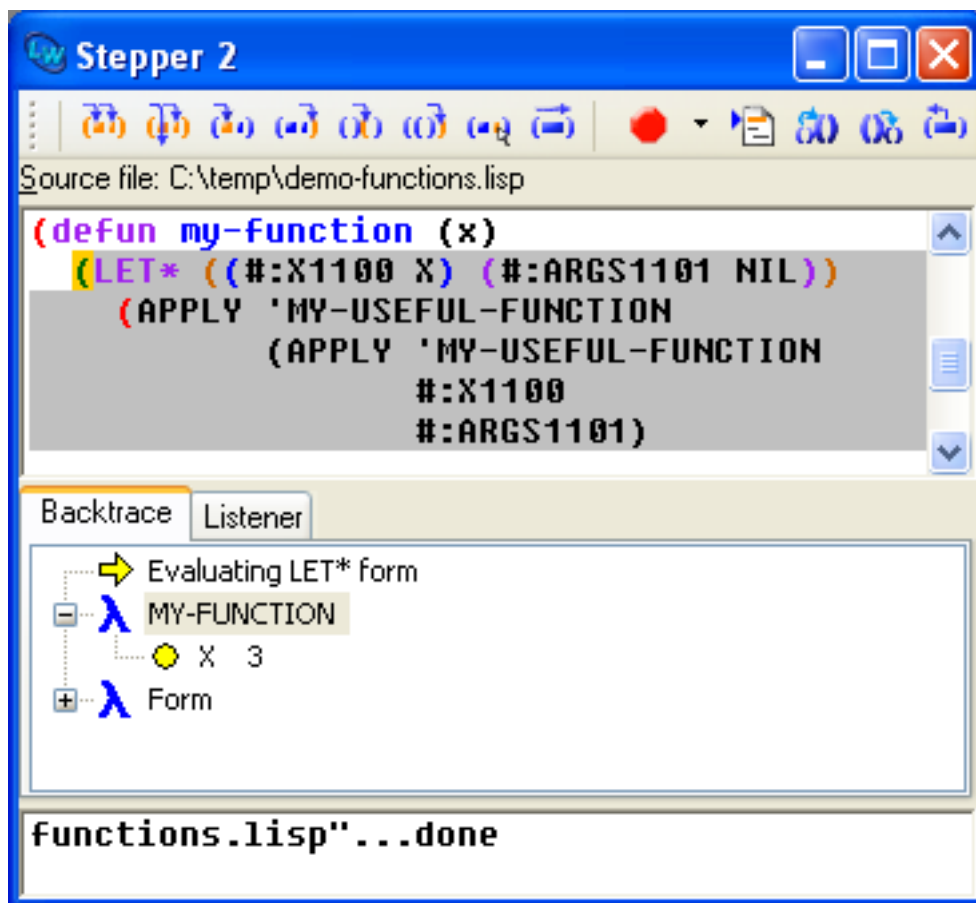 Stepper 2
Source file: C:\temp\demo-functions.lisp
(defun my-function (x)
(LET* ((#:X1100 X) (#:ARGS1101 NIL))
(APPLY 'MY-USEFUL-FUNCTION
(APPLY 'MY-USEFUL-FUNCTION
#:X1100
#:ARGS1101)
Backtrace Listener
Evaluating LET* form
λ MY-FUNCTION
X 3
λ Form
functions.lisp"...done